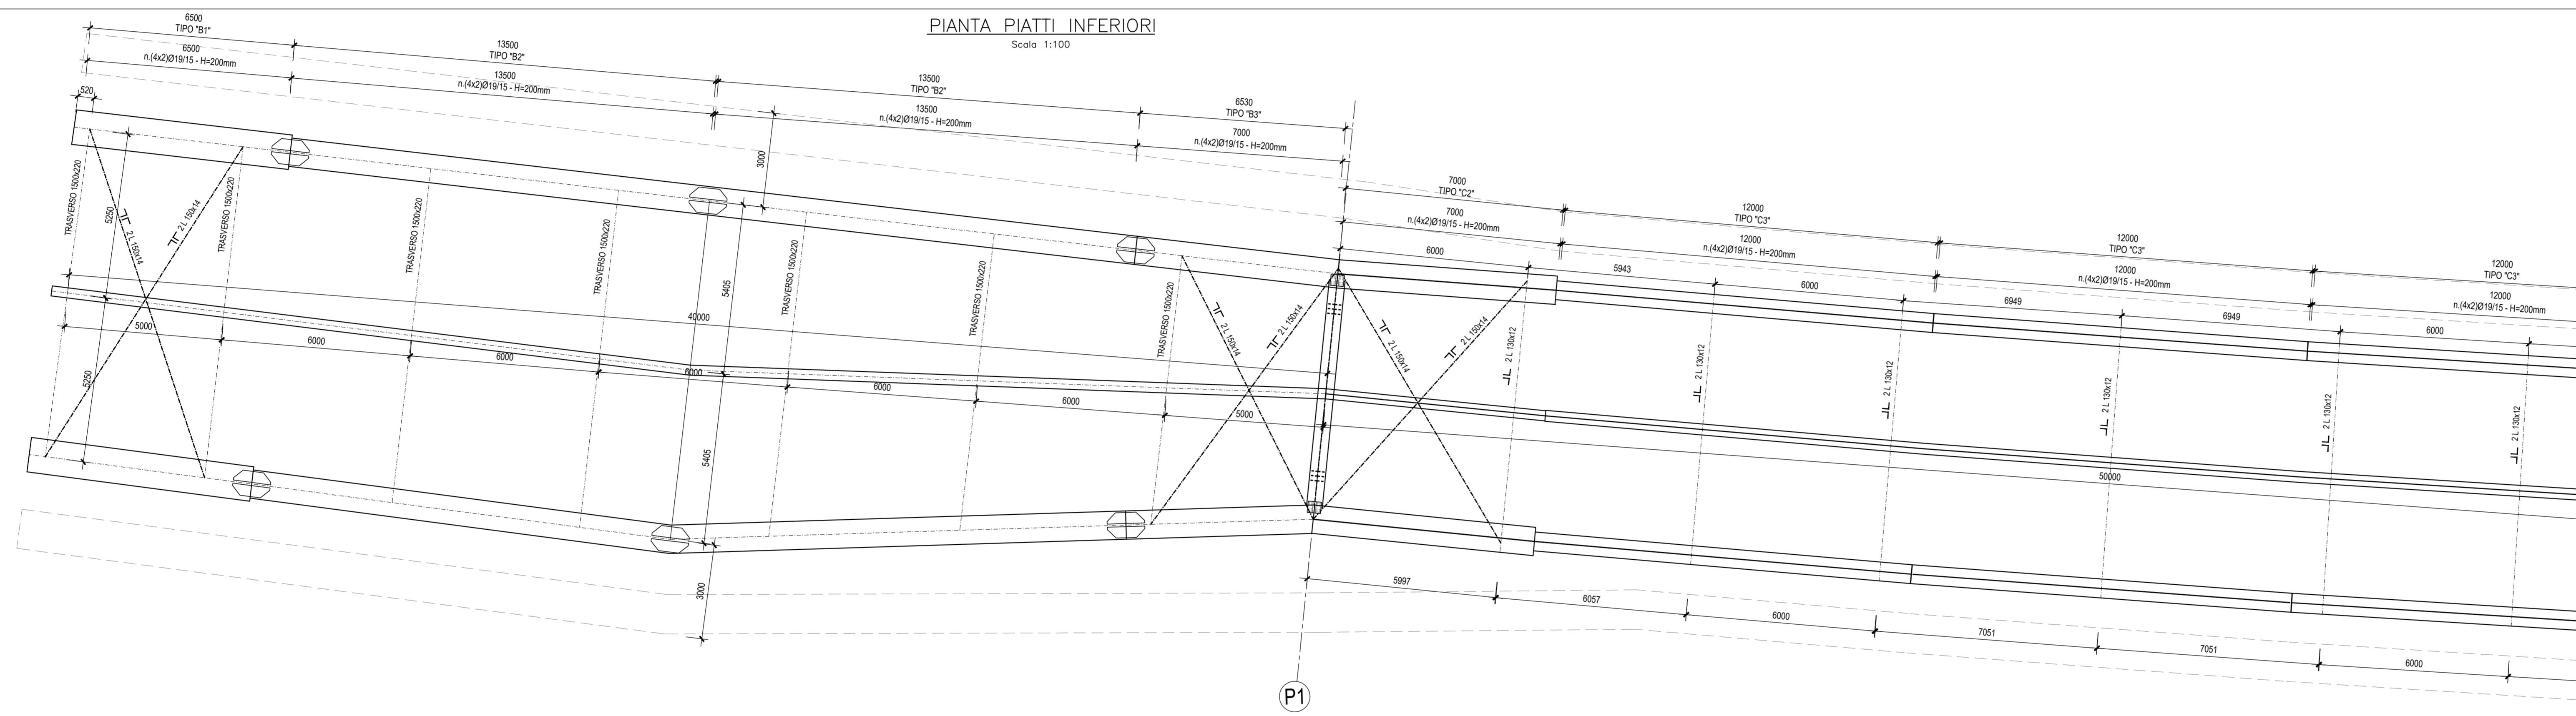 PIANTA PIATTI INFERIORI
Scala 1:100
6500
TIPO "B1"
13500
TIPO "B2"
13500
TIPO "B2"
6530
TIPO "B3"
6500
n.(4x2)Ø19/15 - H=200mm
13500
n.(4x2)Ø19/15 - H=200mm
13500
n.(4x2)Ø19/15 - H=200mm
7000
n.(4x2)Ø19/15 - H=200mm
7000
TIPO "C2"
12000
TIPO "C3"
12000
TIPO "C3"
12000
TIPO "C3"
7000
n.(4x2)Ø19/15 - H=200mm
12000
n.(4x2)Ø19/15 - H=200mm
12000
n.(4x2)Ø19/15 - H=200mm
12000
n.(4x2)Ø19/15 - H=200mm
520
3000
6000
5943
6000
6949
6949
6000
TRASVERSO 1500x220
5250
2 L 150x14
2 L 150x14
TRASVERSO 1500x220
TRASVERSO 1500x220
TRASVERSO 1500x220
TRASVERSO 1500x220
TRASVERSO 1500x220
TRASVERSO 1500x220
5405
40000
2 L 150x14
2 L 150x14
2 L 150x14
2 L 150x14
2 L 130x12
2 L 130x12
2 L 130x12
2 L 130x12
2 L 130x12
2 L 130x12
5000
6000
6000
6000
6000
6000
5000
5250
5405
50000
3000
5997
6057
6000
7051
7051
6000
P1